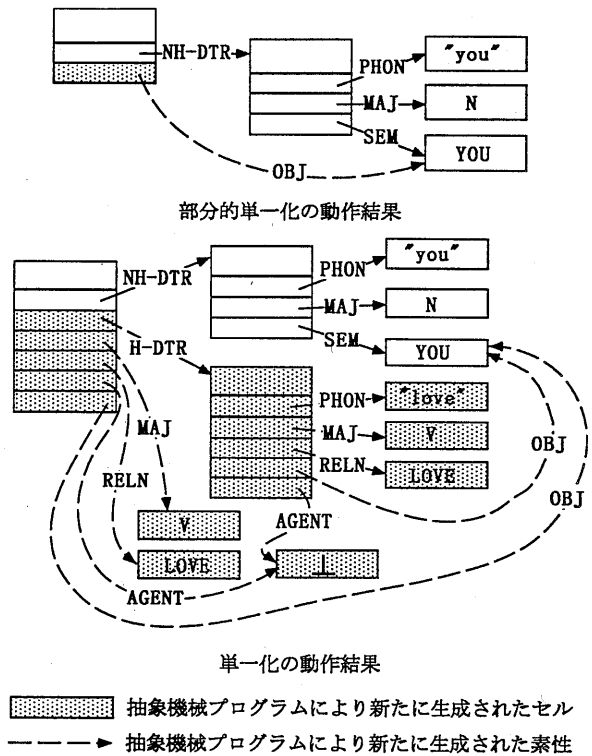 NH-DTR
PHON
〃you〃
MAJ
N
SEM
YOU
OBJ
部分的単一化の動作結果
NH-DTR
PHON
〃you〃
MAJ
N
SEM
YOU
H-DTR
PHON
〃love〃
MAJ
V
RELN
LOVE
MAJ
RELN
AGENT
OBJ
OBJ
V
LOVE
⊥
AGENT
単一化の動作結果
抽象機械プログラムにより新たに生成されたセル
抽象機械プログラムにより新たに生成された素性